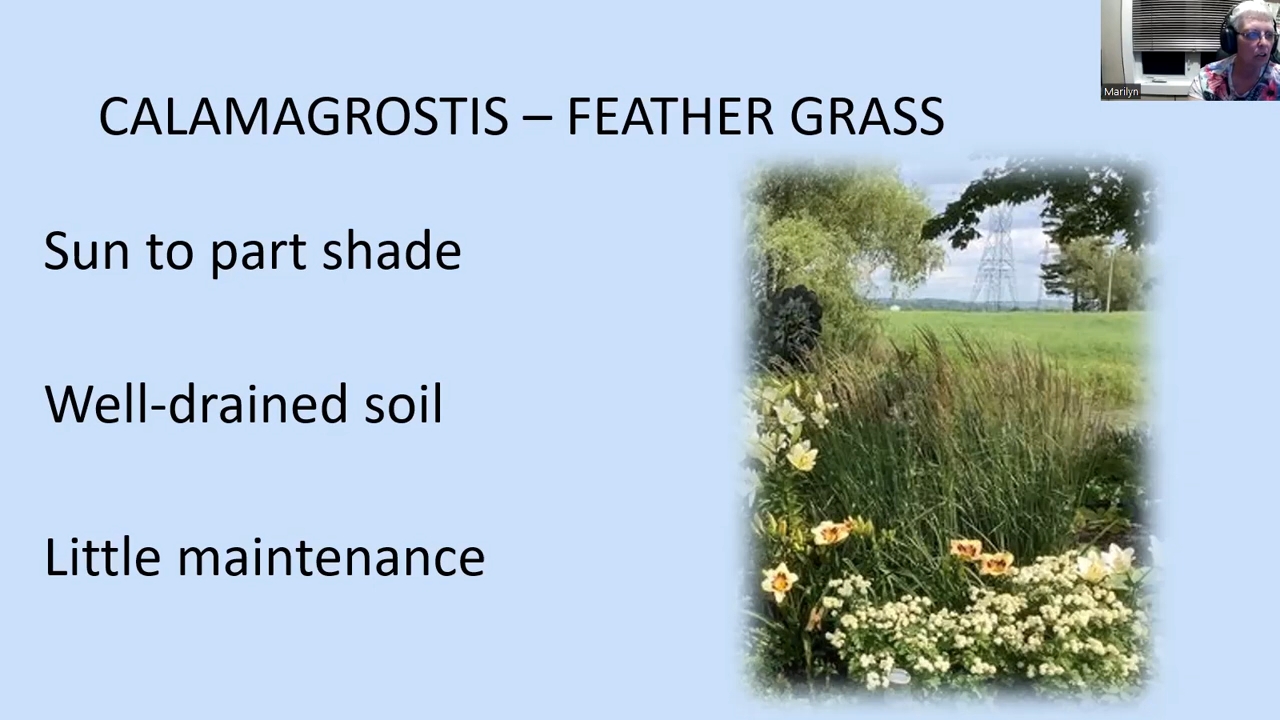 CALAMAGROSTIS – FEATHER GRASS
Sun to part shade
Well-drained soil
Little maintenance
Marilyn